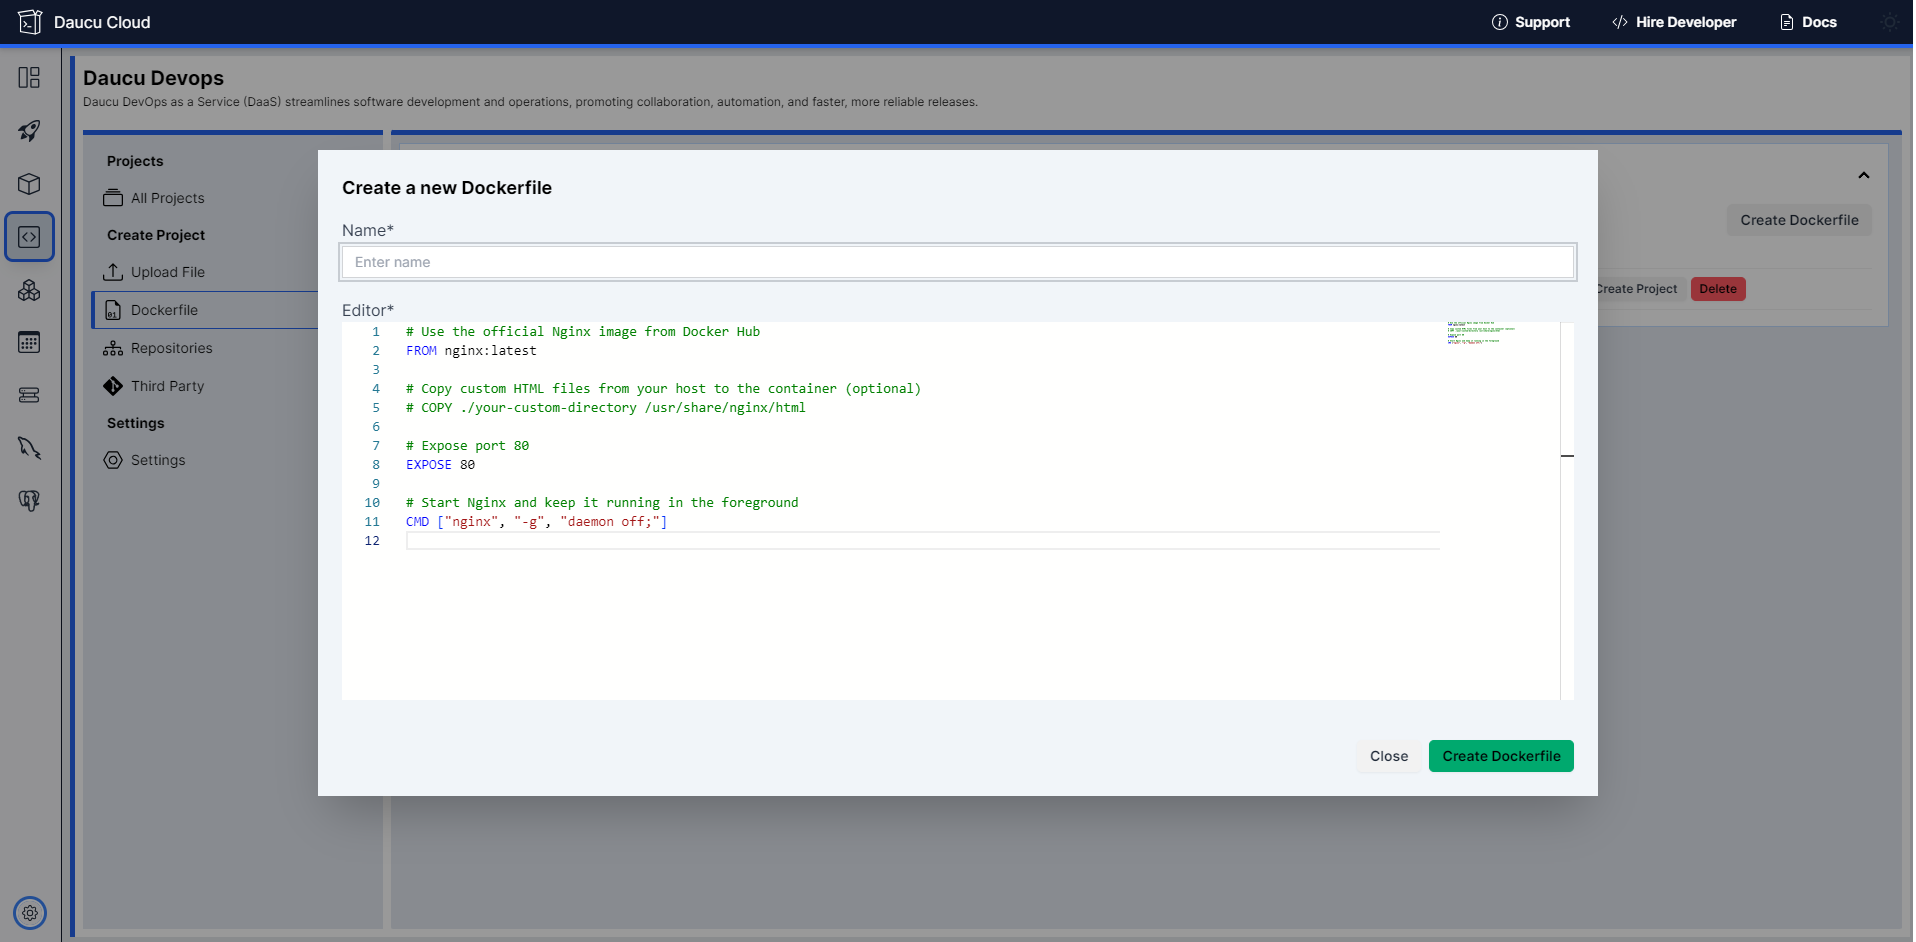 Daucu Cloud
Support
Hire Developer
Docs
Daucu Devops
Daucu DevOps as a Service (DaaS) streamlines software development and operations, promoting collaboration, automation, and faster, more reliable releases.
Projects
All Projects
Create Project
Upload File
Dockerfile
Repositories
Third Party
Settings
Settings
Create Dockerfile
Create Project
Delete
Create a new Dockerfile
Name*
Enter name
Editor*
1 # Use the official Nginx image from Docker Hub
2 FROM nginx:latest
3
4 # Copy custom HTML files from your host to the container (optional)
5 # COPY ./your-custom-directory /usr/share/nginx/html
6
7 # Expose port 80
8 EXPOSE 80
9
10 # Start Nginx and keep it running in the foreground
11 CMD ["nginx", "-g", "daemon off;"]
12
Close
Create Dockerfile